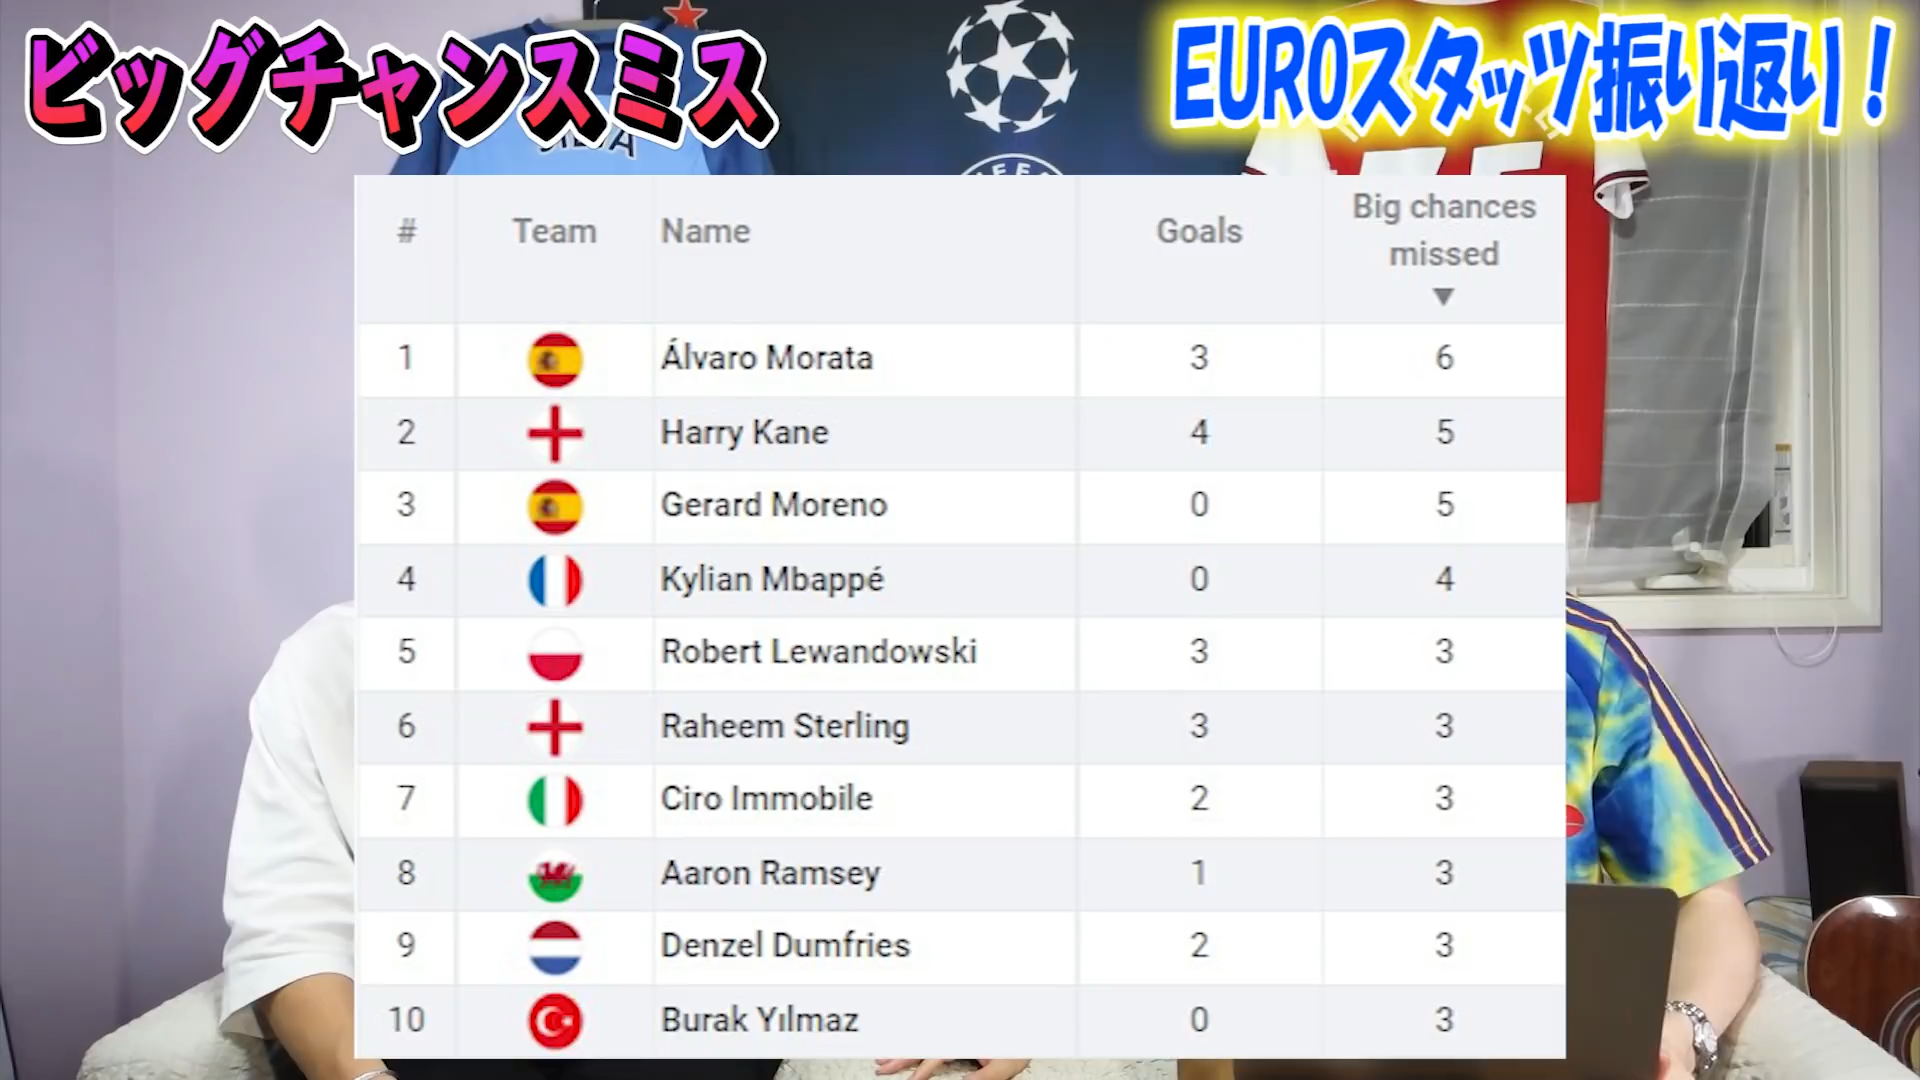 ビッグチャンスミス
EUROスタッツ振り返り!
# Team Name Goals Big chances missed ▼
1 Álvaro Morata 3 6
2 Harry Kane 4 5
3 Gerard Moreno 0 5
4 Kylian Mbappé 0 4
5 Robert Lewandowski 3 3
6 Raheem Sterling 3 3
7 Ciro Immobile 2 3
8 Aaron Ramsey 1 3
9 Denzel Dumfries 2 3
10 Burak Yılmaz 0 3